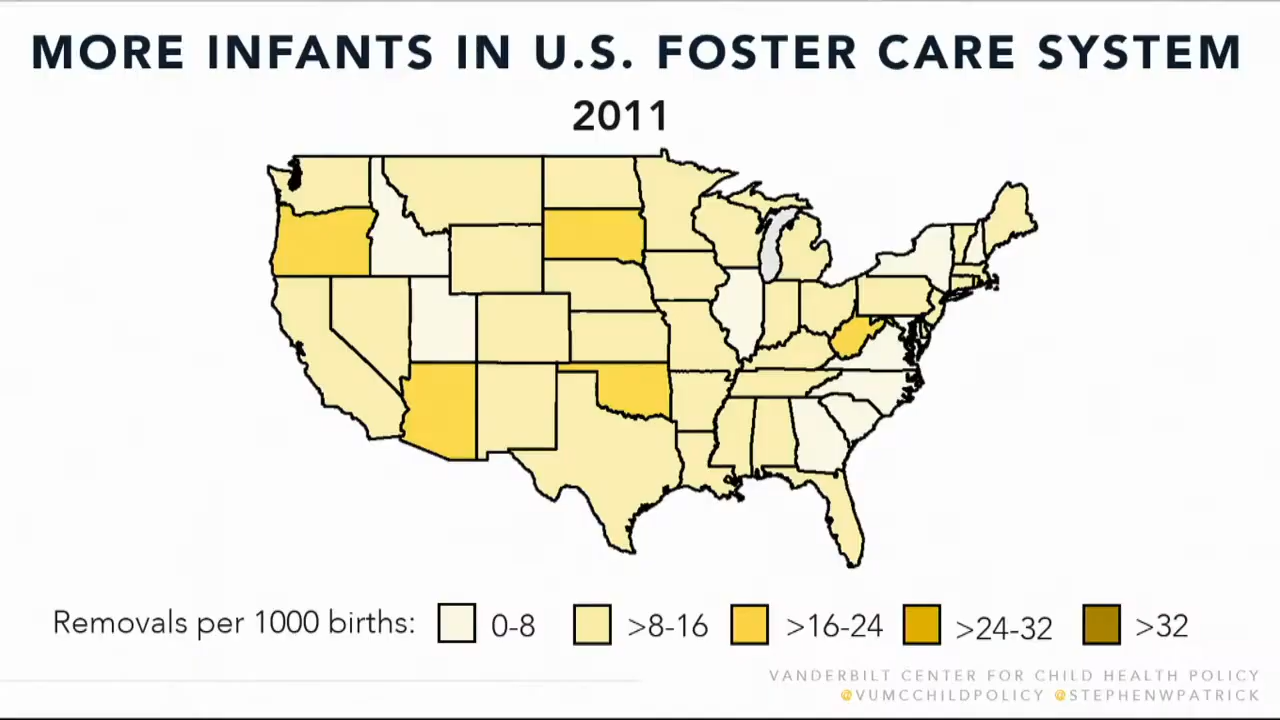 MORE INFANTS IN U.S. FOSTER CARE SYSTEM
2011
Removals per 1000 births: 0-8 >8-16 >16-24 >24-32 >32
VANDERBILT CENTER FOR CHILD HEALTH POLICY
@VUMCCHILDPOLICY @STEPHENWPATRICK